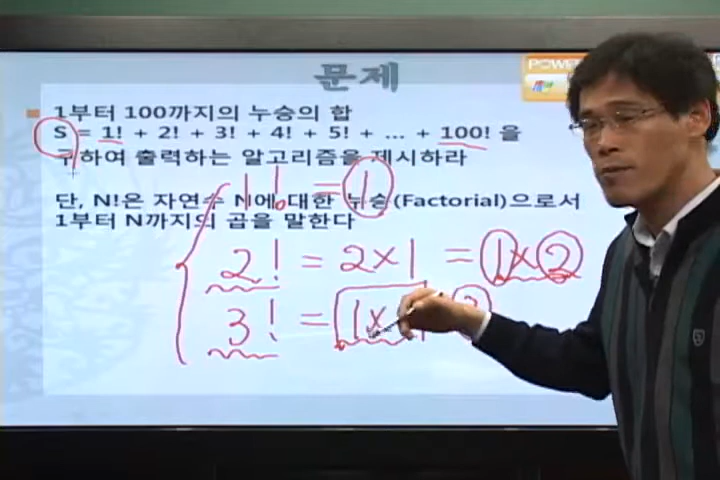 문제
1부터 100까지의 누승의 합
S = 1! + 2! + 3! + 4! + 5! + ... + 100! 을
구하여 출력하는 알고리즘을 제시하라
단, N!은 자연수 N에 대한 누승(Factorial)으로서
1부터 N까지의 곱을 말한다
1! = 1
2! = 2×1 = 1×2
3! = 1×